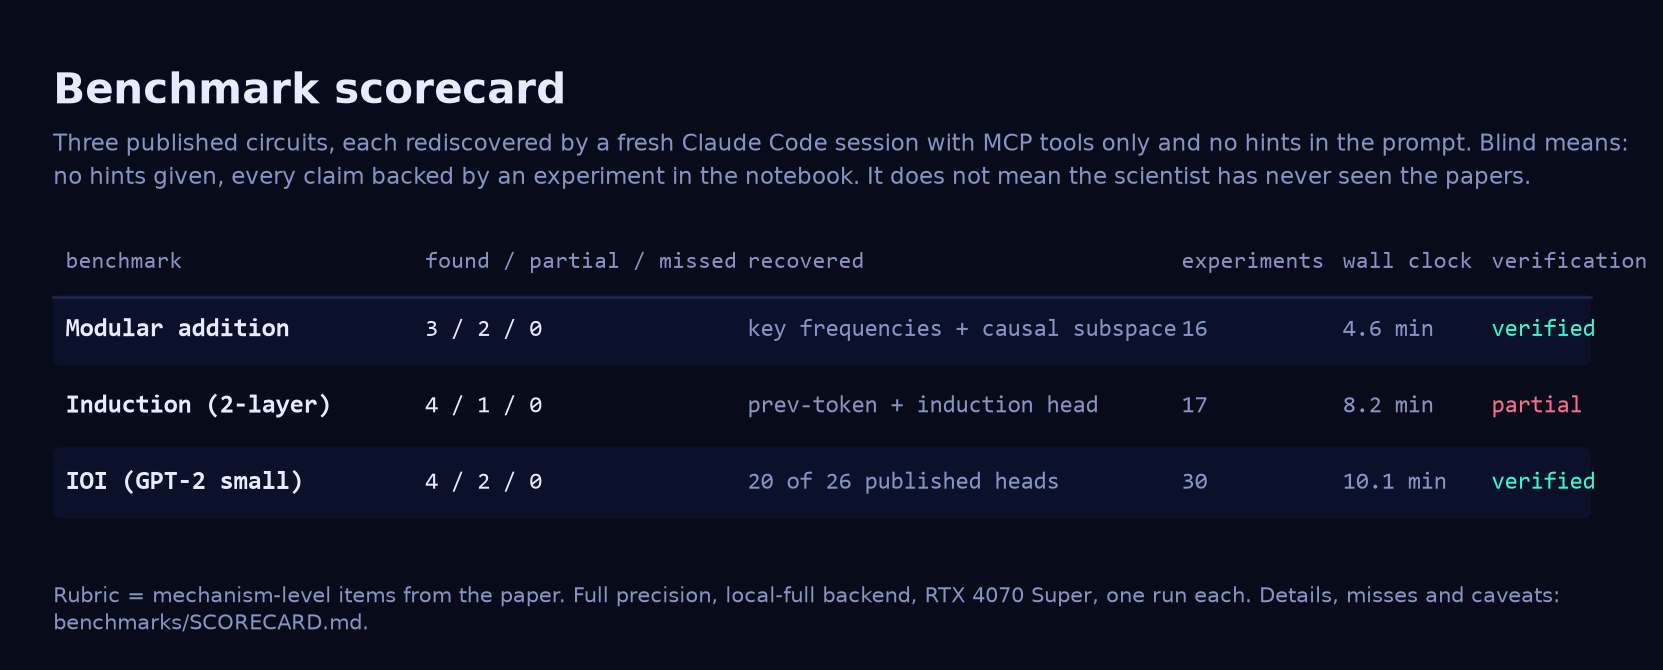 Benchmark scorecard
Three published circuits, each rediscovered by a fresh Claude Code session with MCP tools only and no hints in the prompt. Blind means:
no hints given, every claim backed by an experiment in the notebook. It does not mean the scientist has never seen the papers.
benchmark found / partial / missed recovered experiments wall clock verification
Modular addition 3 / 2 / 0 key frequencies + causal subspace 16 4.6 min verified
Induction (2-layer) 4 / 1 / 0 prev-token + induction head 17 8.2 min partial
IOI (GPT-2 small) 4 / 2 / 0 20 of 26 published heads 30 10.1 min verified
Rubric = mechanism-level items from the paper. Full precision, local-full backend, RTX 4070 Super, one run each. Details, misses and caveats:
benchmarks/SCORECARD.md.